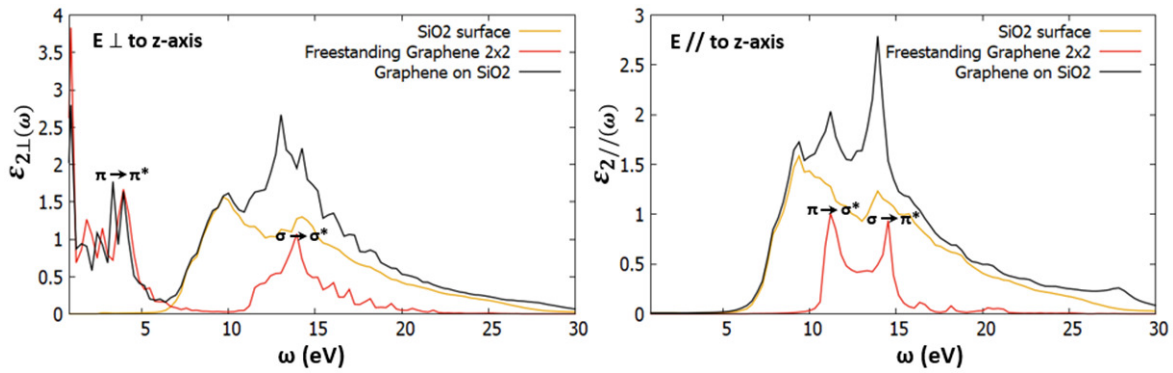 E ⊥ to z-axis
SiO2 surface
Freestanding Graphene 2x2
Graphene on SiO2
π→π*
σ→σ*
4
3.5
3
2.5
2
1.5
1
0.5
0
5
10
15
20
25
30
ε2⊥(ω)
ω (eV)
E // to z-axis
SiO2 surface
Freestanding Graphene 2x2
Graphene on SiO2
π→σ*
σ→π*
3
2.5
2
1.5
1
0.5
0
5
10
15
20
25
30
ε2//(ω)
ω (eV)